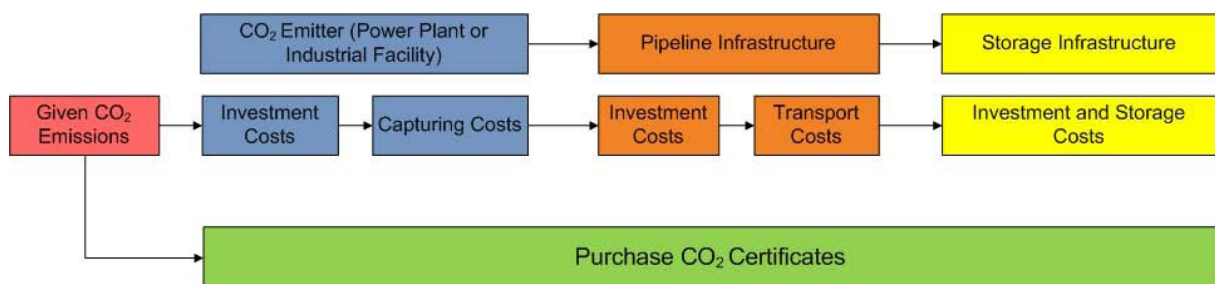 CO₂ Emitter (Power Plant or
Industrial Facility)
Pipeline Infrastructure
Storage Infrastructure
Given CO₂
Emissions
Investment
Costs
Capturing Costs
Investment
Costs
Transport
Costs
Investment and Storage
Costs
Purchase CO₂ Certificates